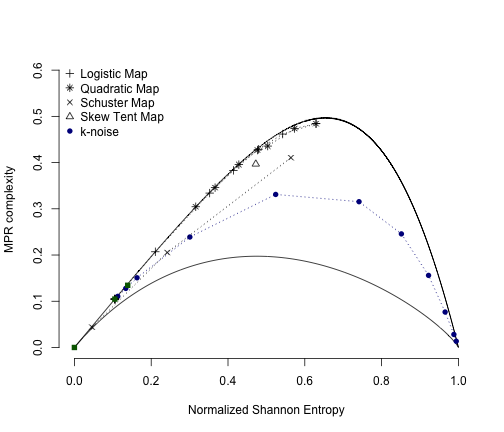 Logistic Map
Quadratic Map
Schuster Map
Skew Tent Map
k-noise
MPR complexity
0.6
0.5
0.4
0.3
0.2
0.1
0.0
0.0 0.2 0.4 0.6 0.8 1.0
Normalized Shannon Entropy